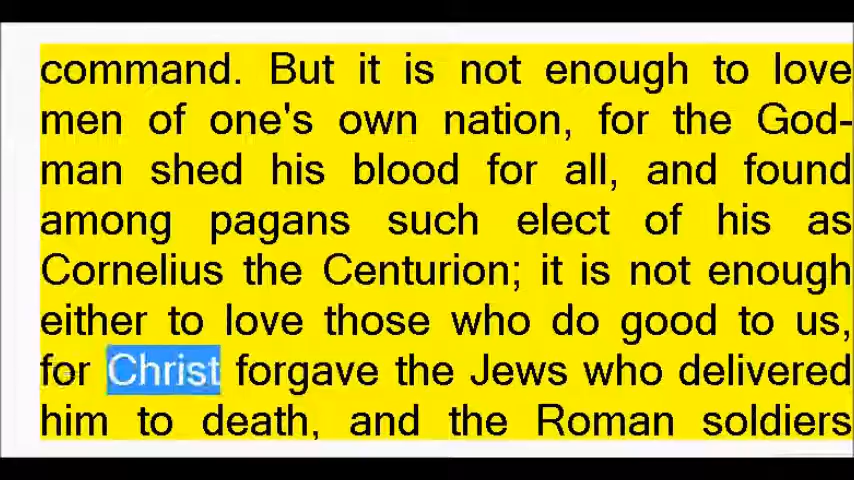 command. But it is not enough to love
men of one's own nation, for the God-
man shed his blood for all, and found
among pagans such elect of his as
Cornelius the Centurion; it is not enough
either to love those who do good to us,
for Christ forgave the Jews who delivered
him to death, and the Roman soldiers